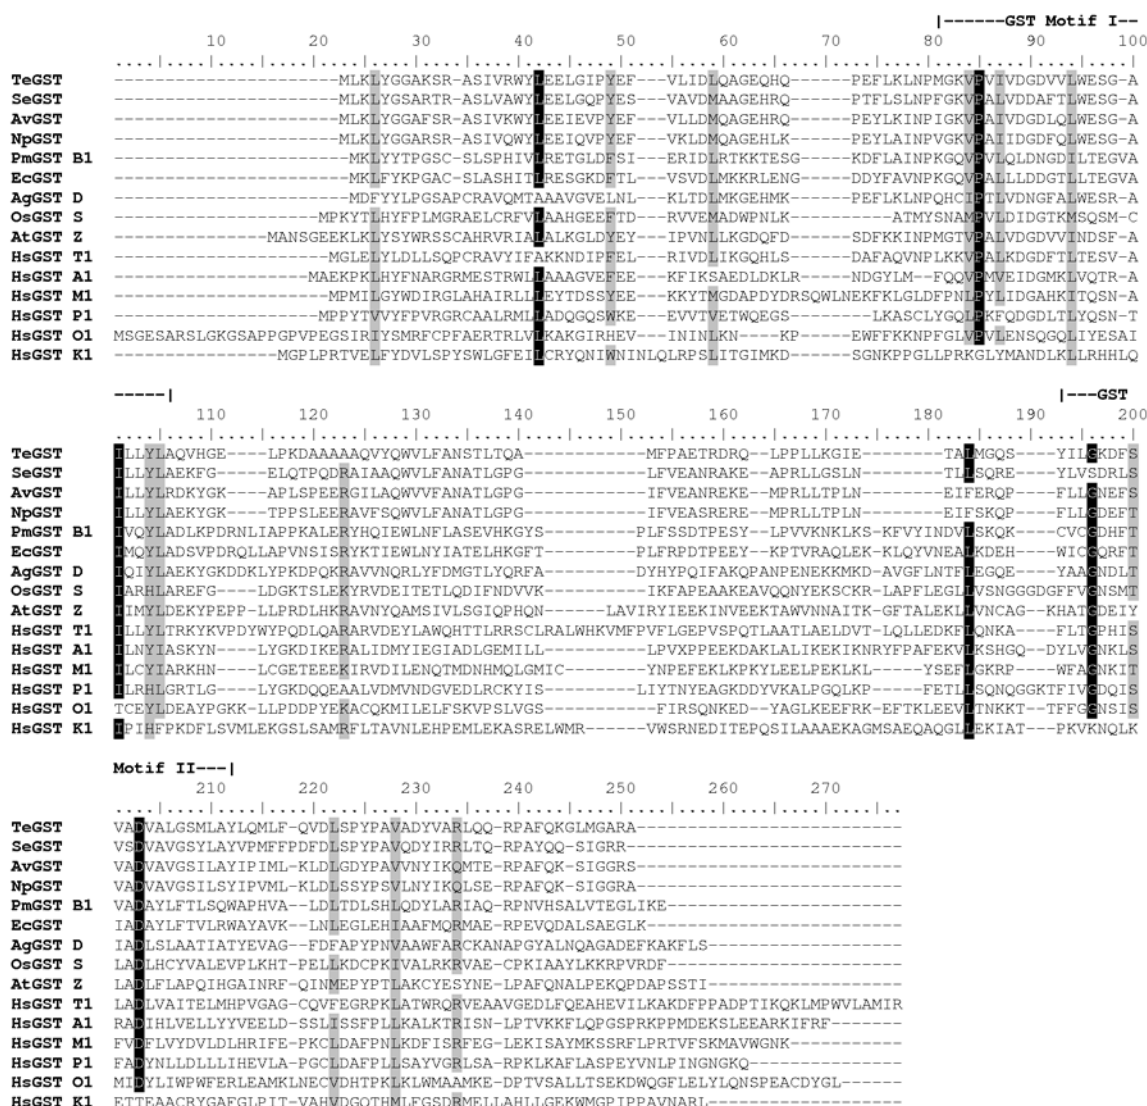 |------GST Motif I--
10 20 30 40 50 60 70 80 90 100
TeGST ----------------------MLKLYGGAKSR-ASIVRWYLEELGIPYEF---VLIDLQAGEQHQ------PEFLKLNPMGKVPVIVDGDVVLWESG-A
SeGST ----------------------MLKLYGSARTR-ASLVAWYLEELGQPYES---VAVDMAAGEHRQ------PTFLSLNPFGKVPALVDDAFTLWESG-A
AvGST ----------------------MLKLYGGAFSR-ASIVKWYLEEIEVPYEF---VLLDMQAGEHRQ------PEYLKINPIGKVPAIVDGDLQLWESG-A
NpGST ----------------------MLKLYGGARSR-ASIVQWYLEEIQVPYEF---VKLDMQAGEHLK------PEYLAINPVGKVPAIIDGDFQLWESG-A
PmGST B1 -----------------------MKLYYTPGSC-SLSPHIVLRETGLDFSI---ERIDLRTKKTESG-----KDFLAINPKGQVPVLQLDNGDILTEGVA
EcGST -----------------------MKLFYKPGAC-SLASHITLRESGKDFTL---VSVDLMKKRLENG-----DDYFAVNPKGQVPALLLDDGTLLTEGVA
AgGST D -----------------------MDFYYLPGSAPCRAVQMTAAAVGVELNL---KLTDLMKGEHMK------PEFLKLNPQHCIPTLVDNGFALWESR-A
OsGST S --------------------MPKYTLHYFPLMGRAELCRFVLAAHGEEFTD---RVVEMADWPNLK----------ATMYSNAMPVLDIDGTKMSQSM-C
AtGST Z ---------------MANSGEEKLKLYSYWRSSCAHRVRIALALKGLDYEY---IPVNLLKGDQFD------SDFKKINPMGTVPALVDGDVVINDSF-A
HsGST T1 ---------------------MGLELYLDLLSQPCRAVYIFAKKNDIPFEL---RIVDLIKGQHLS------DAFAQVNPLKKVPALKDGDFTLTESV-A
HsGST A1 -------------------MAEKPKLHYFNARGRMESTRWLLAAAGVEFEE---KFIKSAEDLDKLR----NDGYLM---FQQVPMVEIDGMKLVQTR-A
HsGST M1 ---------------------MPMILGYWDIRGLAHAIRLLLEYTDSSYEE---KKYTMGDAPDYDRSQWLNEKFKLGLDFPNLPYLIDGAHKITQSN-A
HsGST P1 --------------------MPPYTVVYFPVRGRCAALRMLLADQGQSWKE---EVVTVETWQEGS--------LKASCLYGQLPKFQDGDLTLYQSN-A
HsGST O1 MSGESARSLGKGSAPPGPVPEGSIRIYSMRFCPFAERTRLVLKAKGIRHEV---ININLKN---KP------EWFFKKNPFGLVPVLENSQGQLIYESAI
HsGST K1 ----------------MGPLPRTVELFYDVLSPYSWLGFEILCRYQNIWNINLQLRPSLITGIMKD------SGNKPPGLLPRKGLYMANDLKLLRHHLQ
-----| |---GST
110 120 130 140 150 160 170 180 190 200
TeGST ILLYLAQVHGE----LPKDAAAAAQVYQWVLFANSTLTQA----------MFPAETRDRQ-LPPLLKGIE-------TALMGQS----YILGKDFS
SeGST ILLYLAEKFG-----ELQTPQDRAIAAQWVLFANATLGPG----------LFVEANREKE-APRLLGSLN-------TLLSQRE----YLVSDRLS
AvGST ILLYLRDKYGK----APLSPEERGILAQWVVFANATLGPG----------IFVEANREKE-MPRLLTPLN-------EIFERQP----FLLGNEFS
NpGST ILLYLAEKYGK----TPPSLEERAVFSQWVLFANATLGPG----------IFVEASRERE-MPRLLTPLN-------EILSKQP----FLLGDEFT
PmGST B1 IVQYLADLKPDRNLIAPPKALERYHQIEWLNFLASEVHKGYS--------PLFSSDTPESY-LPVVKNKLKS-KFVYINDVLSKQK----CVCGDHFT
EcGST IMQYLADSVPDRQLLAPVNSISRYKTIEWLNYIATELHKGFT--------PLFRPDTPEEY-KPTVRAQLEK-KLQYVNEALKDEH----WICGQRFT
AgGST D IQIYLAEKYGKDDKLYPKDPQKRAVVNQRLYFDMGTLYQRFA--------DYHYPQIFAKQPANPENEKKMKD-AVGFLNTFLEGQE----YAAGNDLT
OsGST S IARHLAREFG-----LDGKTSLEKYRVDEITETLQDIFNDVVK-------IKFAPEAAKEAVQQNYEKSCKR-LAPFLEGLLVSNGGGDGFFVGNSMT
AtGST Z IIMYLDEKYPEPP--LLPRDLHKRAVNYQAMSIVLSGIQPHQN-------LAVIRYIEEKINVEEKTAWVNNAITK-GFTALEKLLVNCAG--KHATGDEIY
HsGST T1 ILLYLTRKYKVPDYWYPQDLQARARVDEYLAWQHTTLRRSCLRALWHKVMFPVFLGEPVSPQTLAATLAELDVT-LQLLEDKFLQNKA----FLTGPHIS
HsGST A1 ILNYIASKYN-----LYGKDIKERALIDMYIEGIADLGEMILL-------LPVXPPEEKDAKLALIKEKIKNRYFPAFEKVLKSHGQ---DYLVGNKLS
HsGST M1 ILCYIARKHN-----LCGETEEEKIRVDILENQTMDNHMQLGMIC------YNPEFEKLKPKYLEELPEKLKL-----YSEFLGKRP----WFAGNKIT
HsGST P1 ILRHLGRTLG-----LYGKDQQEAALVDMVNDGVEDLRCKYIS-------LIYTNYEAGKDDYVKALPGQLKP-----FETLLSQNQGGKTFIVGDQIS
HsGST O1 TCEYLDEAYPGKK--LLPDDPYEKACQKMILELFSKVPSLVGS-------FIRSQNKED--YAGLKEEFRK-EFTKLEEVLTNKKT---TFFGGNSIS
HsGST K1 IPIHFPKDFLSVMLEKGSLSAMRFLTAVNLEHPEMLEKASRELWMR-----VWSRNEDITEPQSILAAAEKAGMSAEQAQGLLEKIAT---PKVKNQLK
Motif II---|
210 220 230 240 250 260 270
TeGST VADVALGSMLAYLQMLF-QVDLSPYPAVADYVARLQQ-RPAFQKGLMGARA--------------------------
SeGST VSDVAVGSYLAYVPMFFPDFDLSPYPAVQDYIRRLTQ-RPAYQQ-SIGRR---------------------------
AvGST VADVAVGSILAYIPIML-KLDLGDYPAVVNYIKQMTE-RPAFQK-SIGGRS--------------------------
NpGST VADVAVGSILSYIPVML-KLDLSSYPSVLNYIKQLSE-RPAFQK-SIGGRA--------------------------
PmGST B1 VADAYLFTLSQWAPHVA--LDLTDLSHLQDYLARIAQ-RPNVHSALVTEGLIKE-----------------------
EcGST IADAYLFTVLRWAYAVK--LNLEGLEHIAAFMQRMAE-RPEVQDALSAEGLK-------------------------
AgGST D IADLSLAATIATYEVAG--FDFAPYPNVAAWFARCKANAPGYALNQAGADEFKAKFLS-------------------
OsGST S LADLHCYVALEVPLKHT-PELLKDCPKIVALRKRVAE-CPKIAAYLKKRPVRDF-----------------------
AtGST Z LADLFLAPQIHGAINRF-QINMEPYPTLAKCYESYNE-LPAFQNALPEKQPDAPSSTI-------------------
HsGST T1 LADLVAITELMHPVGAG-CQVFEGRPKLATWRQRVEAAVGEDLFQEAHEVILKAKDFPPADPTIKQKLMPWVLAMIR
HsGST A1 RADIHLVELLYYVEELD-SSLISSFPLLKALKTRISN-LPTVKKFLQPGSPRKPPMDEKSLEEARKIFRF-------
HsGST M1 FVDFLVYDVLDLHRIFE-PKCLDAFPNLKDFISRFEG-LEKISAYMKSSRFLPRTVFSKMAVWGNK-----------
HsGST P1 FADYNLLDLLLIHEVLA-PGCLDAFPLLSAYVGRLSA-RPKLKAFLASPEYVNLPINGNGKQ---------------
HsGST O1 MIDYLIWPWFERLEAMKLNECVDHTPKLKLWMAAMKE-DPTVSALLTSEKDWQGFLELYLQNSPEACDYGL------
HsGST K1 ETTEAACRYGAFGLPIT-VAHVDGQTHMLFGSDRMELLAHLLGEKWMGPIPPAVNARL-------------------